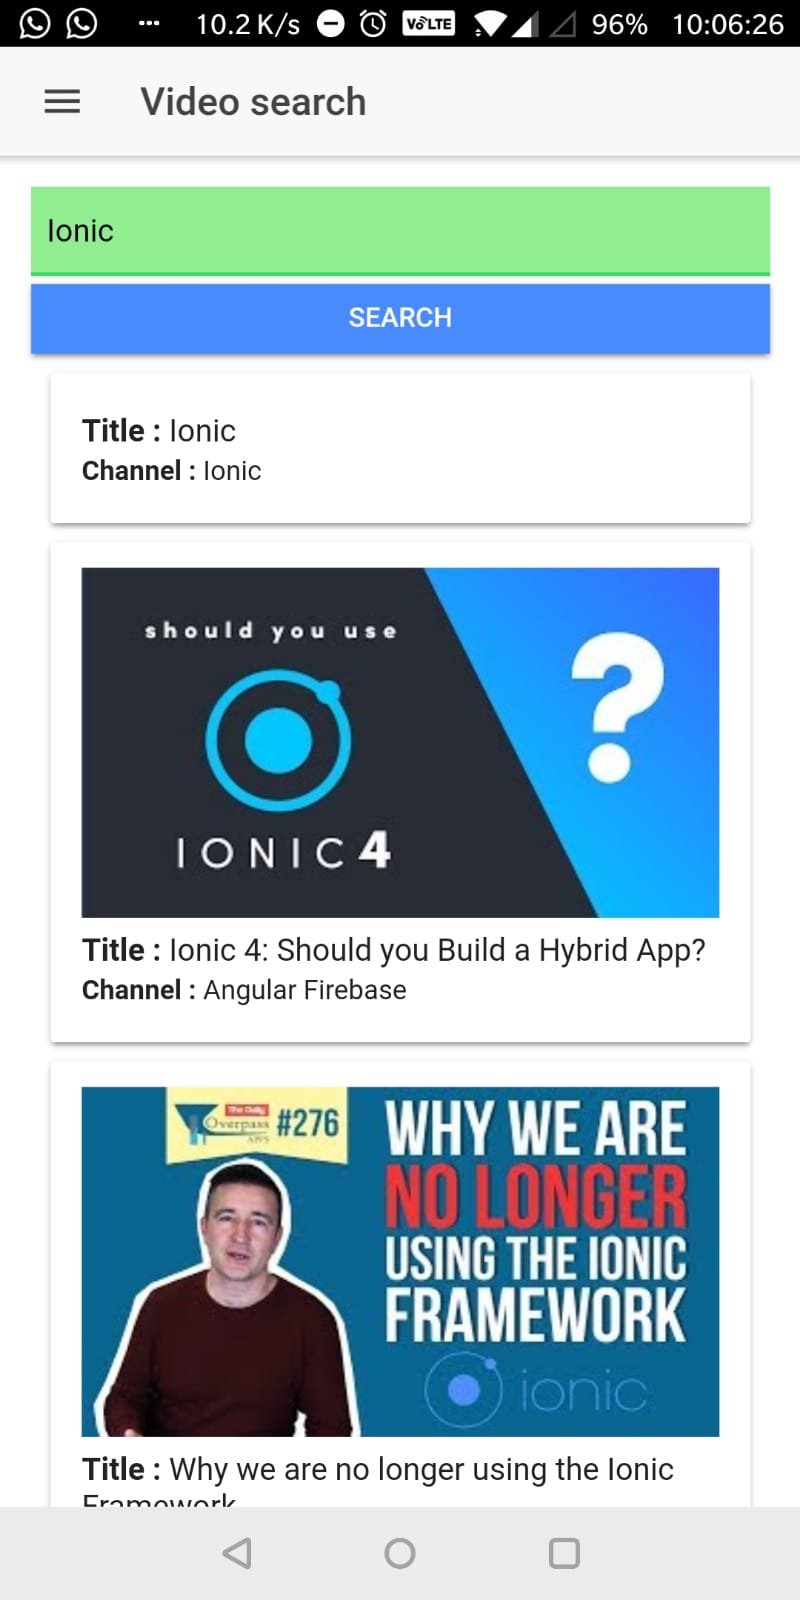 10.2 K/s VoLTE 96% 10:06:26
Video search
Ionic
SEARCH
Title : Ionic
Channel : Ionic
should you use
?
IONIC 4
Title : Ionic 4: Should you Build a Hybrid App?
Channel : Angular Firebase
The Daily
Overpass
APPS
#276
WHY WE ARE
NO LONGER
USING THE IONIC
FRAMEWORK
ionic
Title : Why we are no longer using the Ionic
Framework